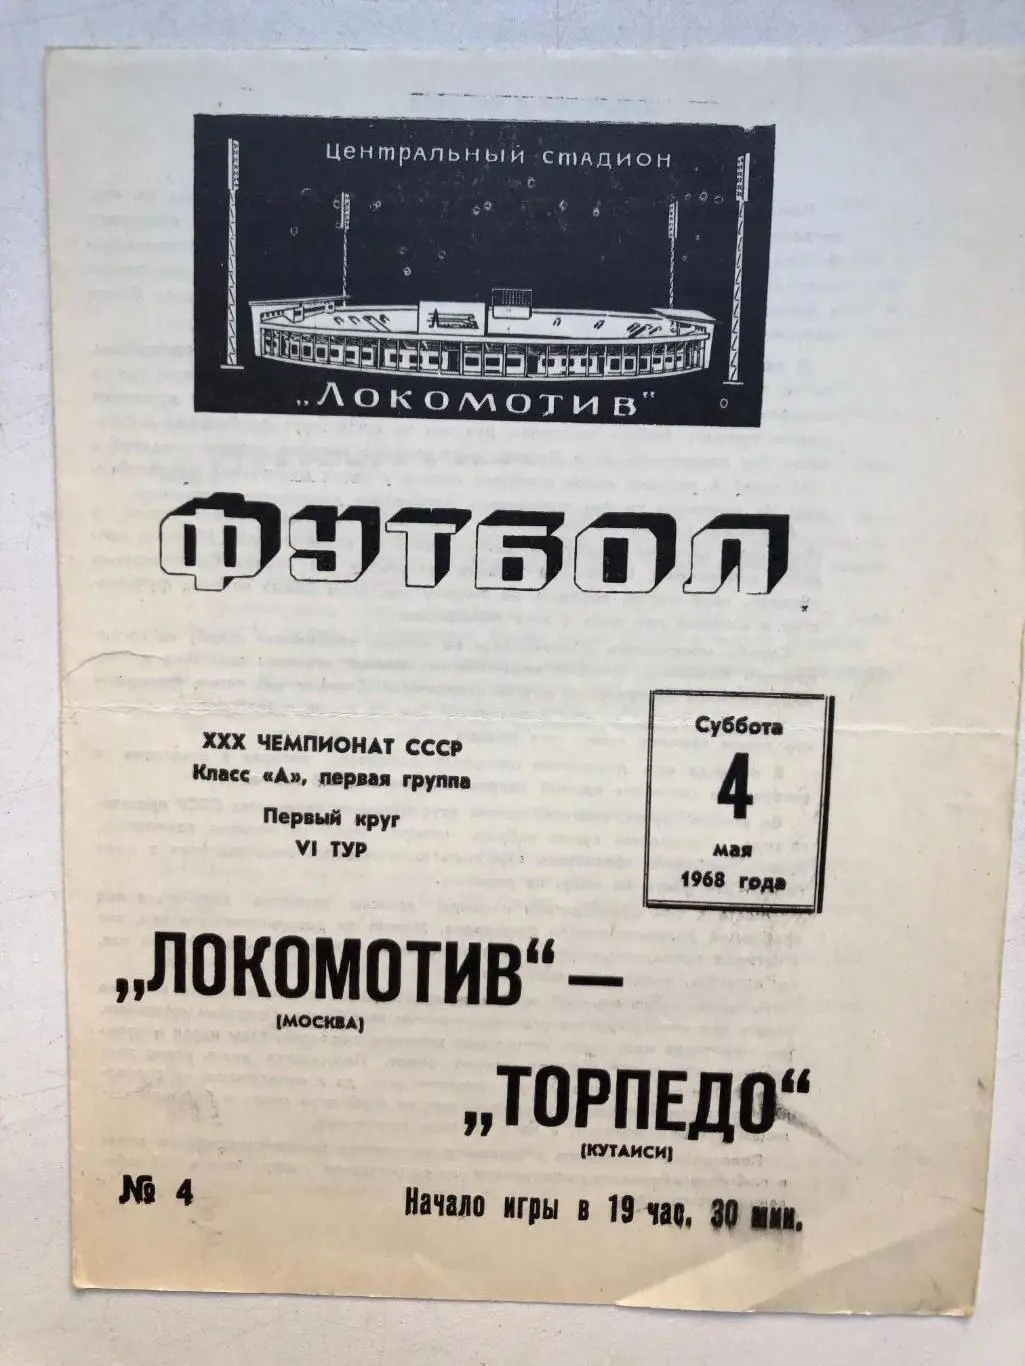 Центральный стадион
„Локомотив"
ФУТБОЛ
XXX ЧЕМПИОНАТ СССР
Класс «А», первая группа
Первый круг
VI ТУР
Суббота
4
мая
1968 года
„ЛОКОМОТИВ“ —
(МОСКВА)
„ТОРПЕДО“
(КУТАИСИ)
№ 4
Начало игры в 19 час. 30 мин.